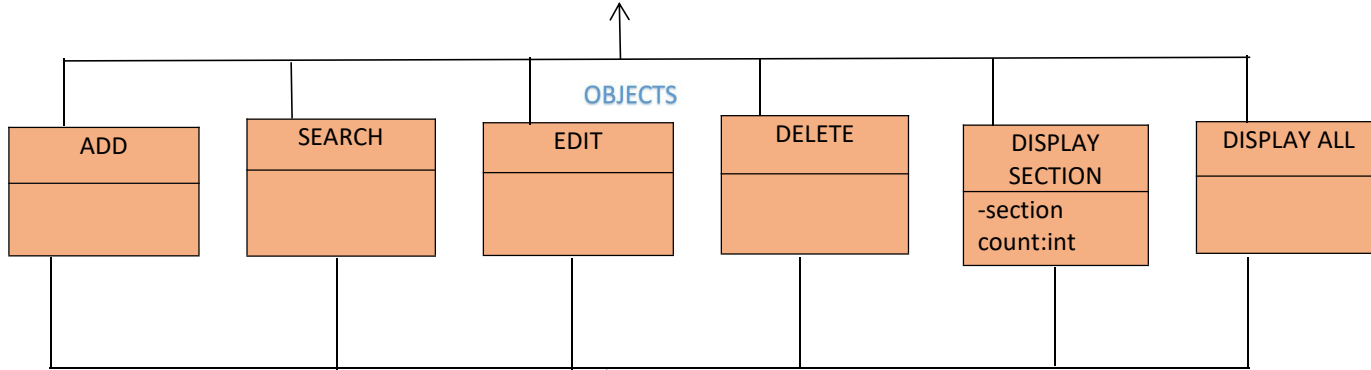 OBJECTS
ADD
SEARCH
EDIT
DELETE
DISPLAY
SECTION
-section
count:int
DISPLAY ALL